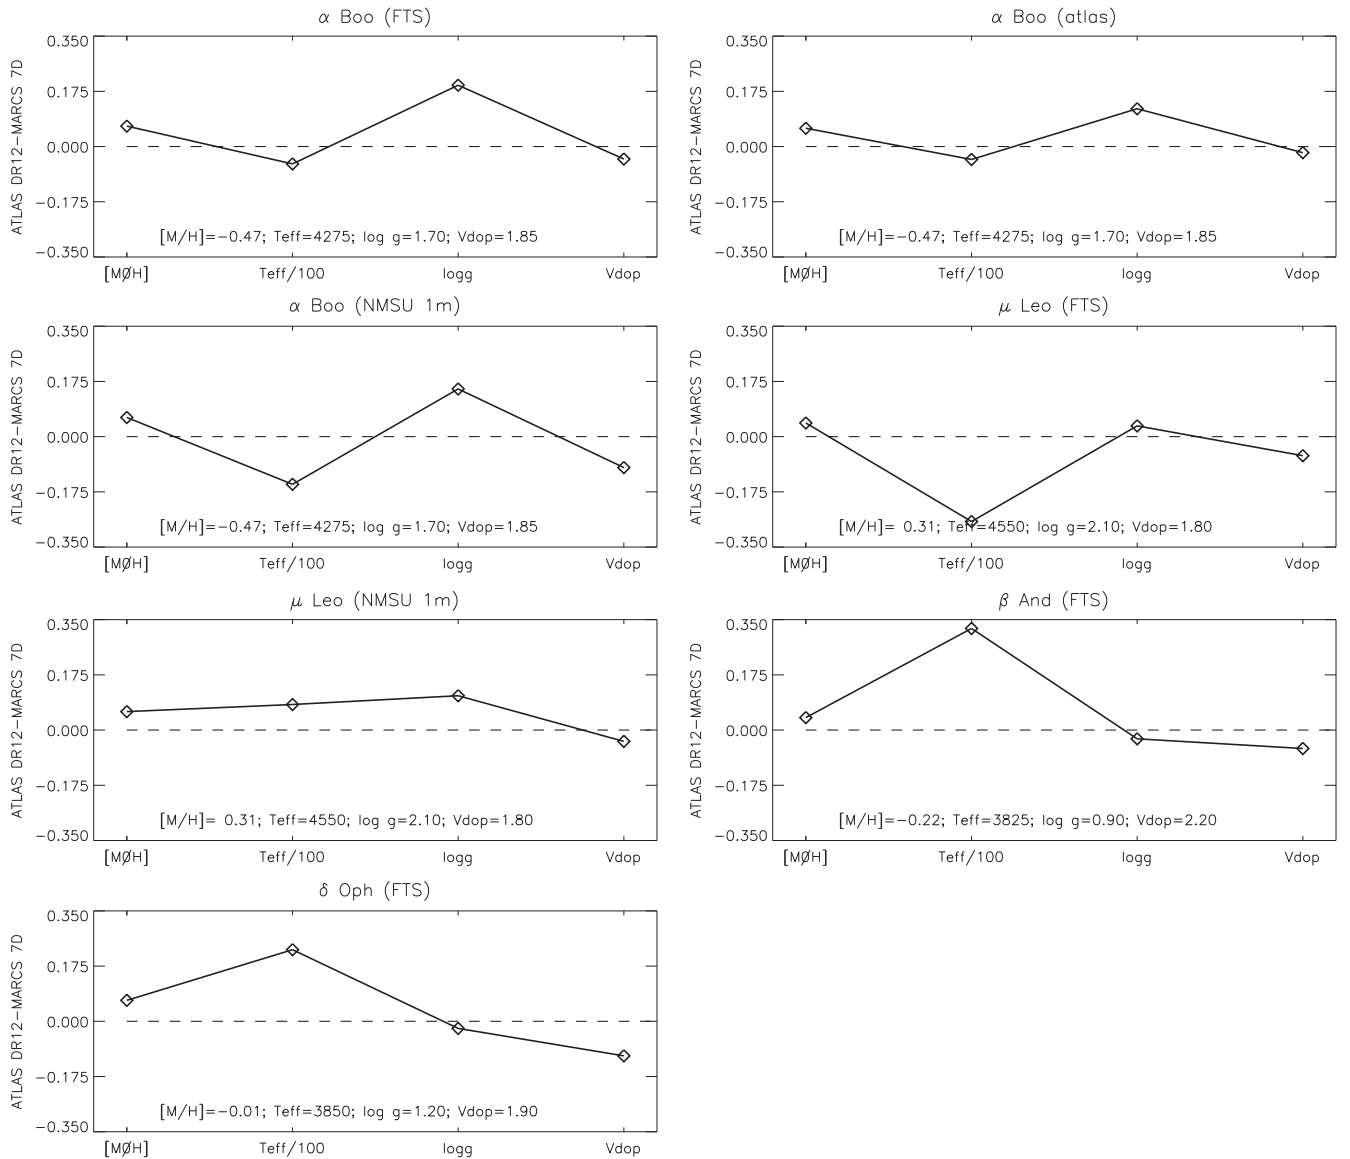 α Boo (FTS)
ATLAS DR12−MARCS 7D
0.350
0.175
0.000
−0.175
−0.350
[M/H]=−0.47; Teff=4275; log g=1.70; Vdop=1.85
[MØH] Teff/100 logg Vdop
α Boo (atlas)
ATLAS DR12−MARCS 7D
0.350
0.175
0.000
−0.175
−0.350
[M/H]=−0.47; Teff=4275; log g=1.70; Vdop=1.85
[MØH] Teff/100 logg Vdop
α Boo (NMSU 1m)
ATLAS DR12−MARCS 7D
0.350
0.175
0.000
−0.175
−0.350
[M/H]=−0.47; Teff=4275; log g=1.70; Vdop=1.85
[MØH] Teff/100 logg Vdop
μ Leo (FTS)
ATLAS DR12−MARCS 7D
0.350
0.175
0.000
−0.175
−0.350
[M/H]= 0.31; Teff=4550; log g=2.10; Vdop=1.80
[MØH] Teff/100 logg Vdop
μ Leo (NMSU 1m)
ATLAS DR12−MARCS 7D
0.350
0.175
0.000
−0.175
−0.350
[M/H]= 0.31; Teff=4550; log g=2.10; Vdop=1.80
[MØH] Teff/100 logg Vdop
β And (FTS)
ATLAS DR12−MARCS 7D
0.350
0.175
0.000
−0.175
−0.350
[M/H]=−0.22; Teff=3825; log g=0.90; Vdop=2.20
[MØH] Teff/100 logg Vdop
δ Oph (FTS)
ATLAS DR12−MARCS 7D
0.350
0.175
0.000
−0.175
−0.350
[M/H]=−0.01; Teff=3850; log g=1.20; Vdop=1.90
[MØH] Teff/100 logg Vdop